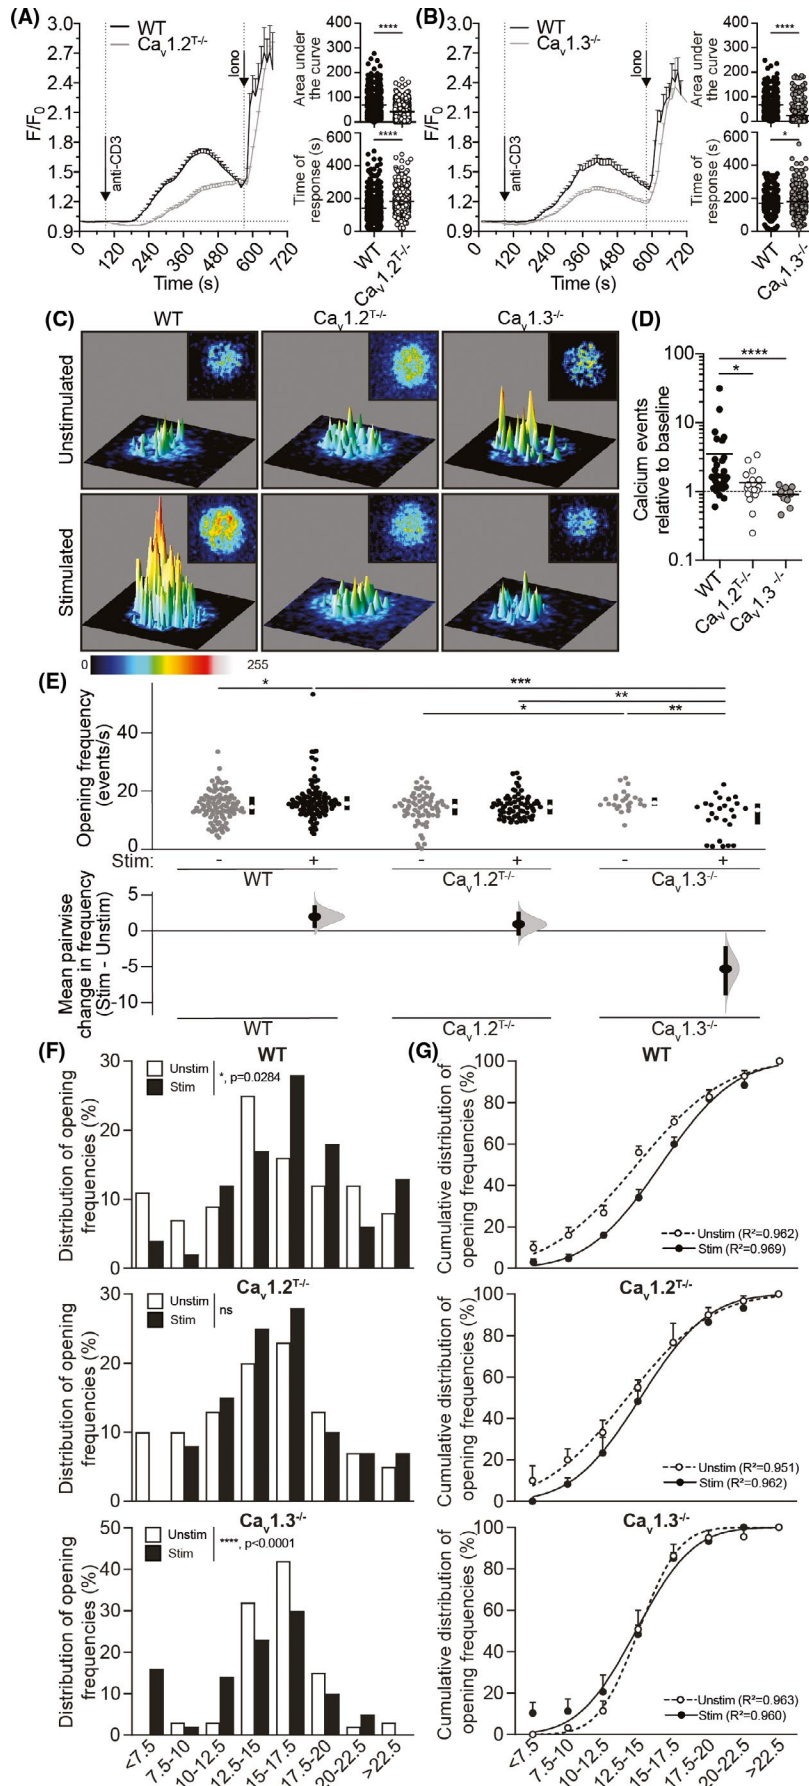 (A)
WT
Cav1.2T-/-
F/F0
3.0
2.7
2.4
2.1
1.8
1.5
1.2
0.9
anti-CD3
Iono
0 120 240 360 480 600 720
Time (s)
Area under the curve
400
300
200
100
0
****
Time of response (s)
600
400
200
0
****
WT
Cav1.2T-/-
(B)
WT
Cav1.3-/-
F/F0
3.0
2.7
2.4
2.1
1.8
1.5
1.2
0.9
anti-CD3
Iono
0 120 240 360 480 600 720
Time (s)
Area under the curve
400
300
200
100
0
****
Time of response (s)
600
400
200
0
*
WT
Cav1.3-/-
(C)
WT
Cav1.2T-/-
Cav1.3-/-
Unstimulated
Stimulated
0
255
(D)
Calcium events relative to baseline
100
10
1
0.1
****
*
WT
Cav1.2T-/-
Cav1.3-/-
(E)
Opening frequency (events/s)
40
20
0
*
***
**
*
**
Stim:
- + - + - +
WT
Cav1.2T-/-
Cav1.3-/-
Mean pairwise change in frequency (Stim - Unstim)
5
0
-5
-10
WT
Cav1.2T-/-
Cav1.3-/-
(F)
WT
Distribution of opening frequencies (%)
30
20
10
0
Unstim
Stim
*, p=0.0284
Cav1.2T-/-
Distribution of opening frequencies (%)
30
20
10
0
Unstim
Stim
ns
Cav1.3-/-
Distribution of opening frequencies (%)
50
40
30
20
10
0
Unstim
Stim
****, p<0.0001
<7.5
7.5-10
10-12.5
12.5-15
15-17.5
17.5-20
20-22.5
>22.5
(G)
WT
Cumulative distribution of opening frequencies (%)
100
80
60
40
20
0
Unstim (R²=0.962)
Stim (R²=0.969)
Cav1.2T-/-
Cumulative distribution of opening frequencies (%)
100
80
60
40
20
0
Unstim (R²=0.951)
Stim (R²=0.962)
Cav1.3-/-
Cumulative distribution of opening frequencies (%)
100
80
60
40
20
0
Unstim (R²=0.963)
Stim (R²=0.960)
<7.5
7.5-10
10-12.5
12.5-15
15-17.5
17.5-20
20-22.5
>22.5